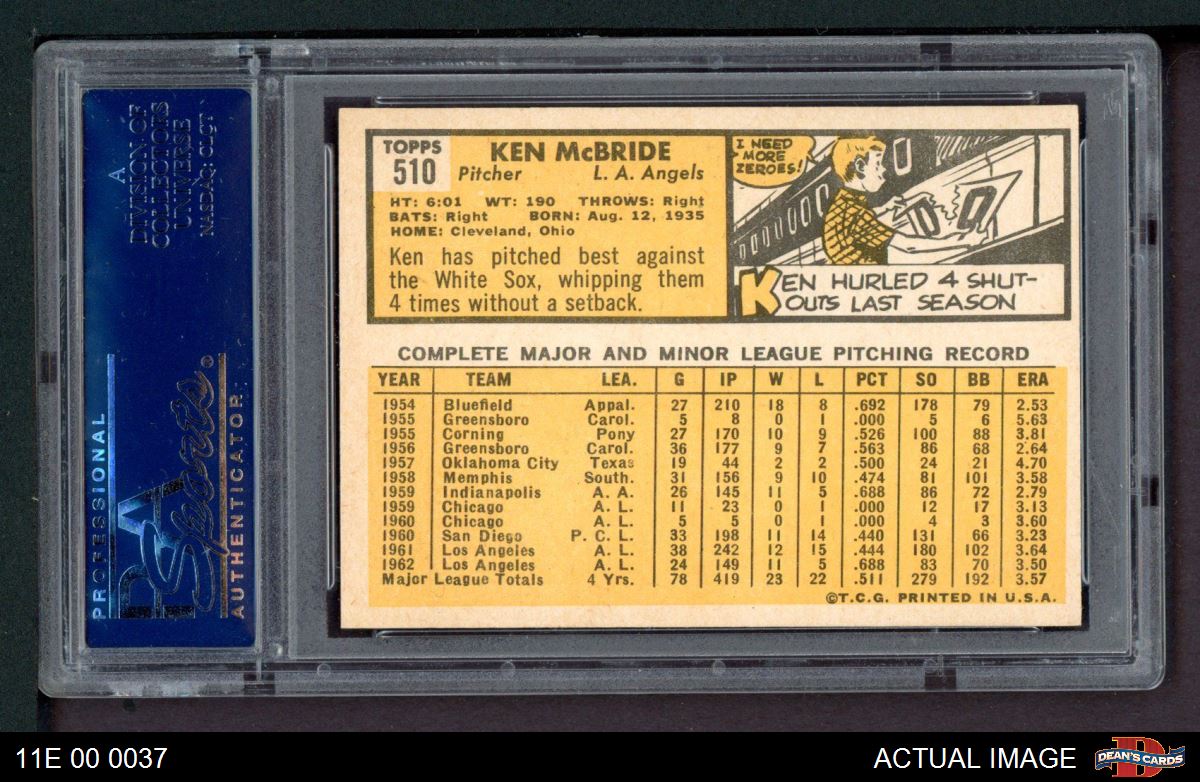 A
DIVISION OF
COLLECTORS
UNIVERSE
NASDAQ: CLCT
PROFESSIONAL
PSA
Sports
AUTHENTICATOR
TOPPS
510
KEN McBRIDE
Pitcher L. A. Angels
HT: 6:01 WT: 190 THROWS: Right
BATS: Right BORN: Aug. 12, 1935
HOME: Cleveland, Ohio
Ken has pitched best against
the White Sox, whipping them
4 times without a setback.
I NEED
MORE
ZEROES!
KEN HURLED 4 SHUT-
OUTS LAST SEASON
COMPLETE MAJOR AND MINOR LEAGUE PITCHING RECORD
YEAR TEAM LEA. G IP W L PCT SO BB ERA
1954 Bluefield Appal. 27 210 18 8 .692 178 79 2.53
1955 Greensboro Carol. 5 8 0 1 .000 5 6 5.63
1955 Corning Pony 27 170 10 9 .526 100 88 3.81
1956 Greensboro Carol. 36 177 9 7 .563 86 68 2.64
1957 Oklahoma City Texas 19 44 2 2 .500 24 21 4.70
1958 Memphis South. 31 156 9 10 .474 81 101 3.58
1959 Indianapolis A. A. 26 145 11 5 .688 86 72 2.79
1959 Chicago A. L. 11 23 0 1 .000 12 17 3.13
1960 Chicago A. L. 5 5 0 1 .000 4 3 3.60
1960 San Diego P. C. L. 33 198 11 14 .440 131 66 3.23
1961 Los Angeles A. L. 38 242 12 15 .444 180 102 3.64
1962 Los Angeles A. L. 24 149 11 5 .688 83 70 3.50
Major League Totals 4 Yrs. 78 419 23 22 .511 279 192 3.57
©T.C.G. PRINTED IN U.S.A.
11E 00 0037
ACTUAL IMAGE
D
DEAN'S CARDS